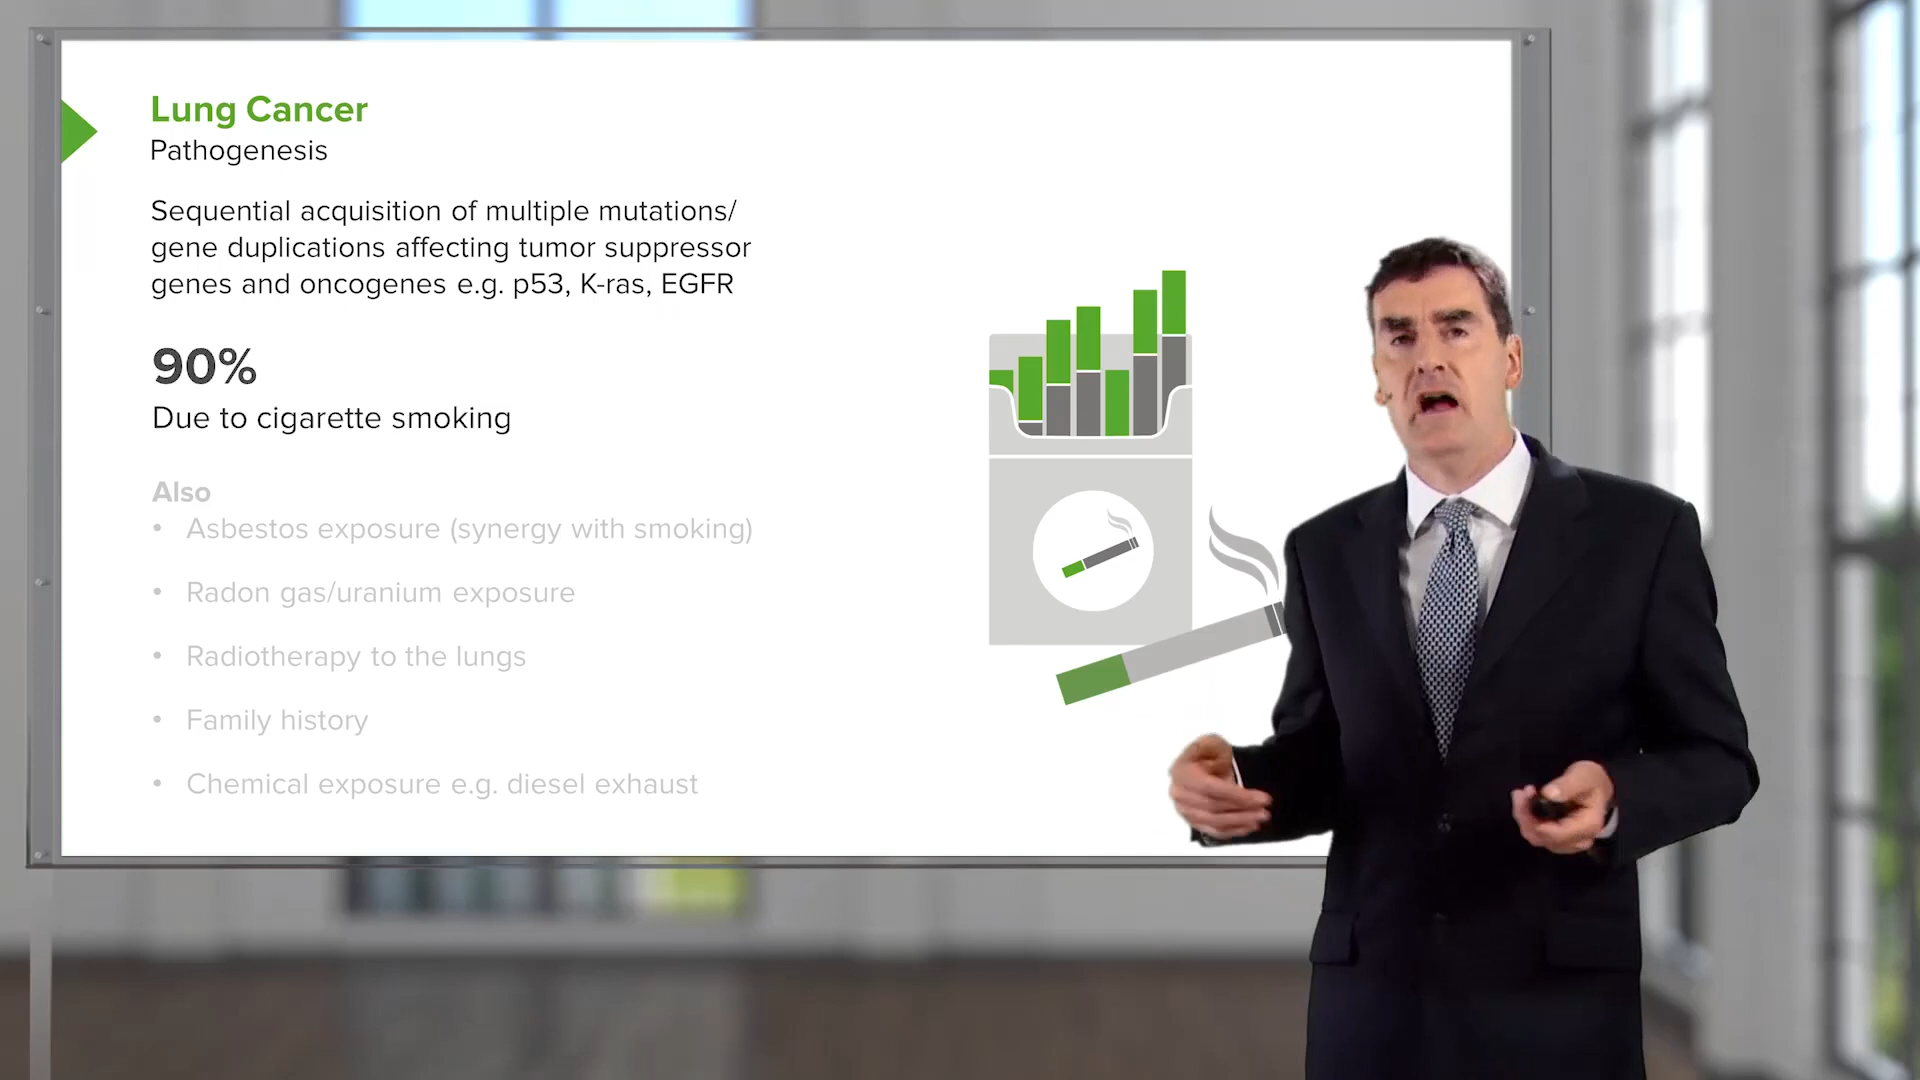 Lung Cancer
Pathogenesis
Sequential acquisition of multiple mutations/
gene duplications affecting tumor suppressor
genes and oncogenes e.g. p53, K-ras, EGFR
90%
Due to cigarette smoking
Also
• Asbestos exposure (synergy with smoking)
• Radon gas/uranium exposure
• Radiotherapy to the lungs
• Family history
• Chemical exposure e.g. diesel exhaust